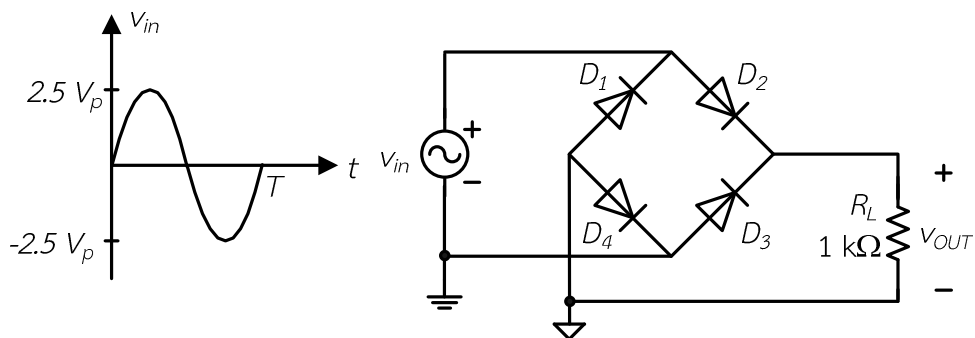 v_in
2.5 V_p
t
T
-2.5 V_p
D_1
D_2
v_in
+
−
D_4
D_3
R_L
1 kΩ
+
v_OUT
−